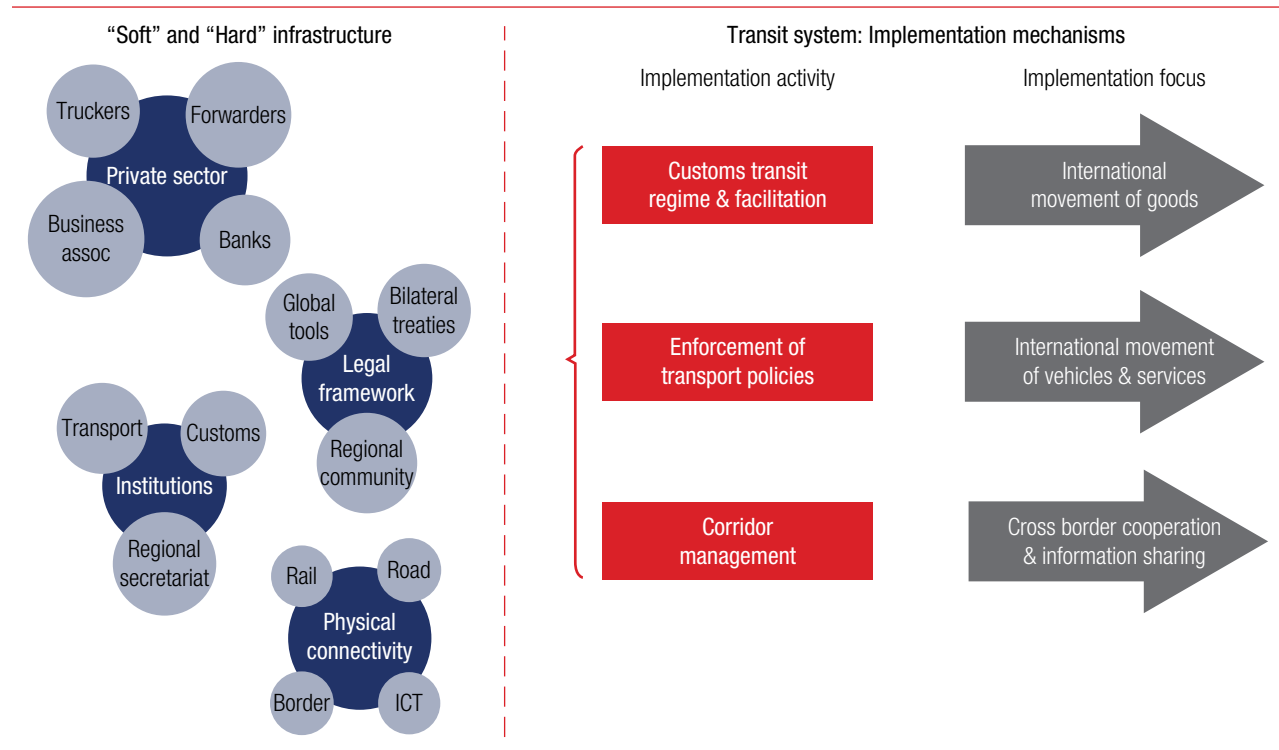 “Soft” and “Hard” infrastructure
Truckers
Forwarders
Private sector
Business
assoc
Banks
Global
tools
Bilateral
treaties
Legal
framework
Regional
community
Transport
Customs
Institutions
Regional
secretariat
Rail
Road
Physical
connectivity
Border
ICT
Transit system: Implementation mechanisms
Implementation activity
Implementation focus
Customs transit
regime & facilitation
International
movement of goods
Enforcement of
transport policies
International movement
of vehicles & services
Corridor
management
Cross border cooperation
& information sharing